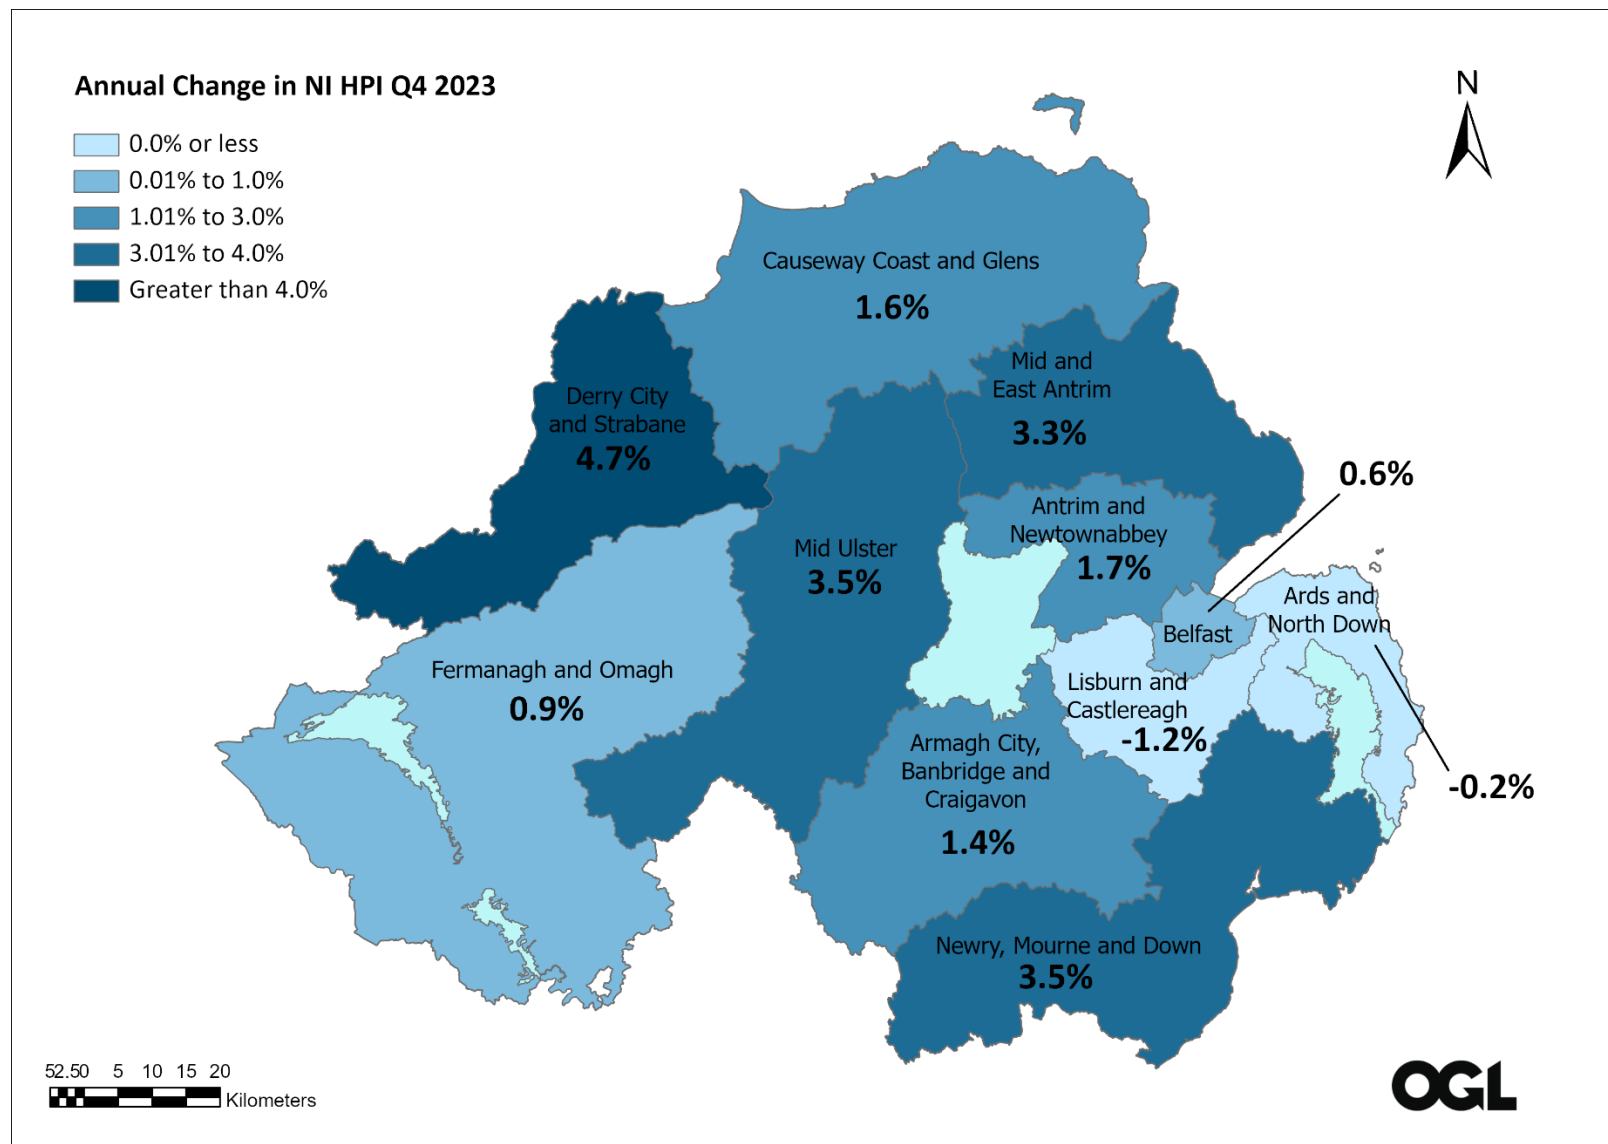 Annual Change in NI HPI Q4 2023
N
0.0% or less
0.01% to 1.0%
1.01% to 3.0%
3.01% to 4.0%
Greater than 4.0%
Causeway Coast and Glens
1.6%
Mid and
East Antrim
3.3%
Derry City
and Strabane
4.7%
0.6%
Antrim and
Newtownabbey
1.7%
Mid Ulster
3.5%
Ards and
North Down
Belfast
Fermanagh and Omagh
0.9%
Lisburn and
Castlereagh
-1.2%
Armagh City,
Banbridge and
Craigavon
1.4%
-0.2%
Newry, Mourne and Down
3.5%
52.50 5 10 15 20
Kilometers
OGL